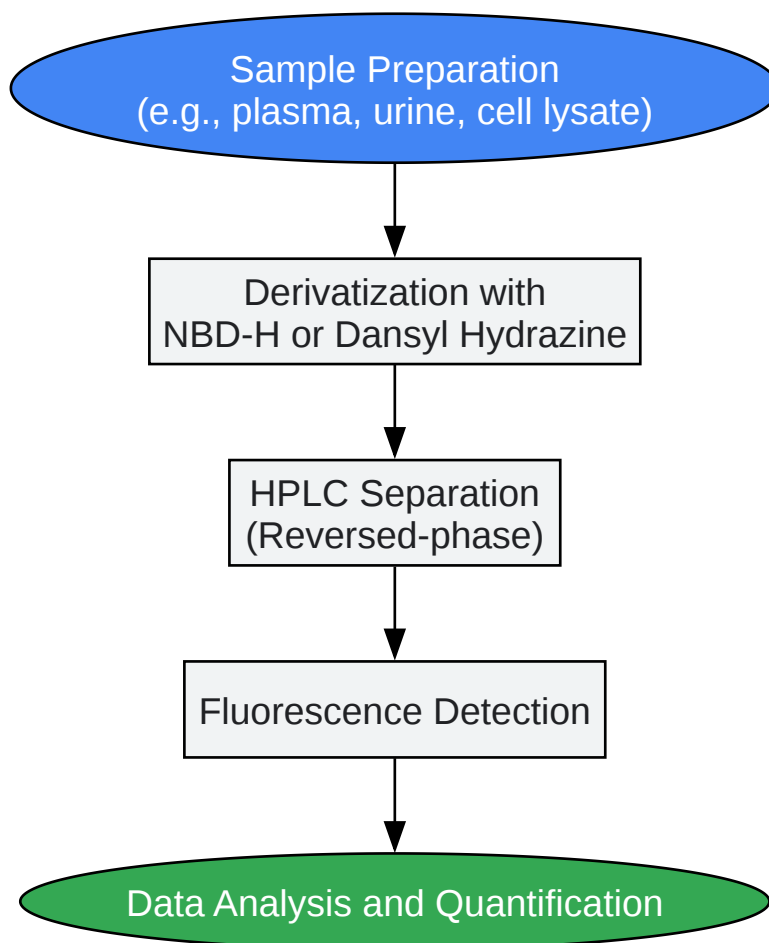 Sample Preparation
(e.g., plasma, urine, cell lysate)
Derivatization with
NBD-H or Dansyl Hydrazine
HPLC Separation
(Reversed-phase)
Fluorescence Detection
Data Analysis and Quantification